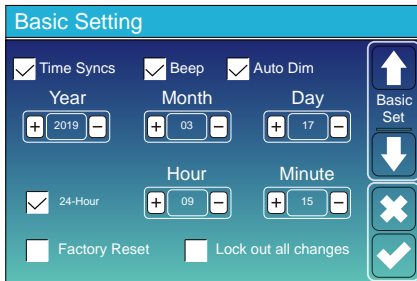 Basic Setting
Time Syncs Beep Auto Dim
Year Month Day
+ 2019 − + 03 − + 17 −
Basic
Set
Hour Minute
24-Hour + 09 − + 15 −
Factory Reset Lock out all changes